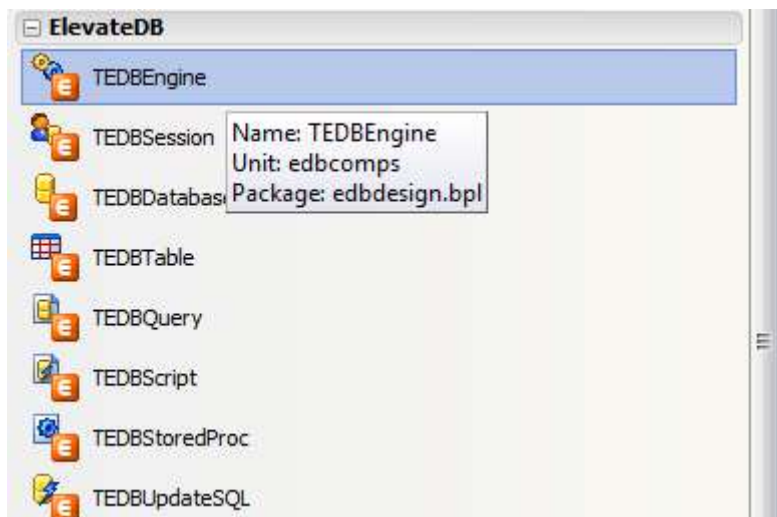 ElevateDB
TEDBEngine
TEDBSession
Name: TEDBEngine
Unit: edbcomps
Package: edbdesign.bpl
TEDBDatabas
TEDBTable
TEDBQuery
TEDBScript
TEDBStoredProc
TEDBUpdateSQL